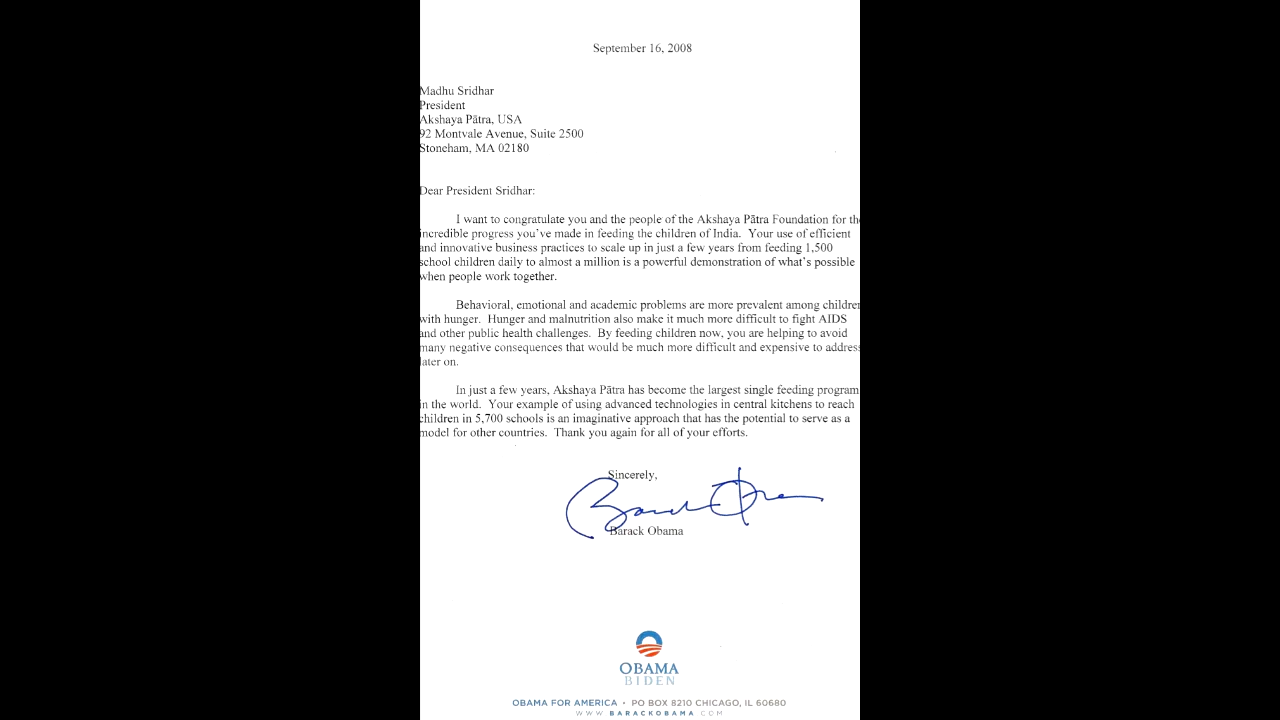 September 16, 2008
Madhu Sridhar
President
Akshaya Pātra, USA
92 Montvale Avenue, Suite 2500
Stoneham, MA 02180
Dear President Sridhar:
I want to congratulate you and the people of the Akshaya Pātra Foundation for the
incredible progress you've made in feeding the children of India. Your use of efficient
and innovative business practices to scale up in just a few years from feeding 1,500
school children daily to almost a million is a powerful demonstration of what's possible
when people work together.
Behavioral, emotional and academic problems are more prevalent among children
with hunger. Hunger and malnutrition also make it much more difficult to fight AIDS
and other public health challenges. By feeding children now, you are helping to avoid
many negative consequences that would be much more difficult and expensive to address
later on.
In just a few years, Akshaya Pātra has become the largest single feeding program
in the world. Your example of using advanced technologies in central kitchens to reach
children in 5,700 schools is an imaginative approach that has the potential to serve as a
model for other countries. Thank you again for all of your efforts.
Sincerely,
Barack Obama
OBAMA
BIDEN
OBAMA FOR AMERICA • PO BOX 8210 CHICAGO, IL 60680
WWW.BARACKOBAMA.COM